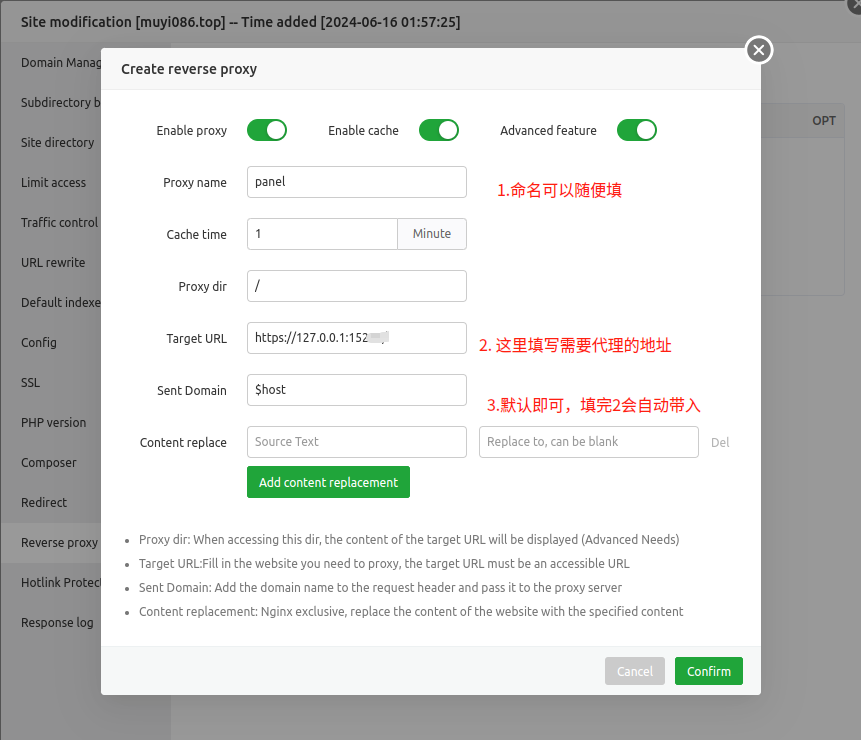 Site modification [muyi086.top] -- Time added [2024-06-16 01:57:25]
Domain Manag
Subdirectory b
Site directory
Limit access
Traffic control
URL rewrite
Default indexe
Config
SSL
PHP version
Composer
Redirect
Reverse proxy
Hotlink Protect
Response log
OPT
Create reverse proxy
Enable proxy
Enable cache
Advanced feature
Proxy name
panel
1.命名可以随便填
Cache time
1
Minute
Proxy dir
/
Target URL
https://127.0.0.1:152
2. 这里填写需要代理的地址
Sent Domain
$host
3.默认即可，填完2会自动带入
Content replace
Source Text
Replace to, can be blank
Del
Add content replacement
Proxy dir: When accessing this dir, the content of the target URL will be displayed (Advanced Needs)
Target URL:Fill in the website you need to proxy, the target URL must be an accessible URL
Sent Domain: Add the domain name to the request header and pass it to the proxy server
Content replacement: Nginx exclusive, replace the content of the website with the specified content
Cancel
Confirm